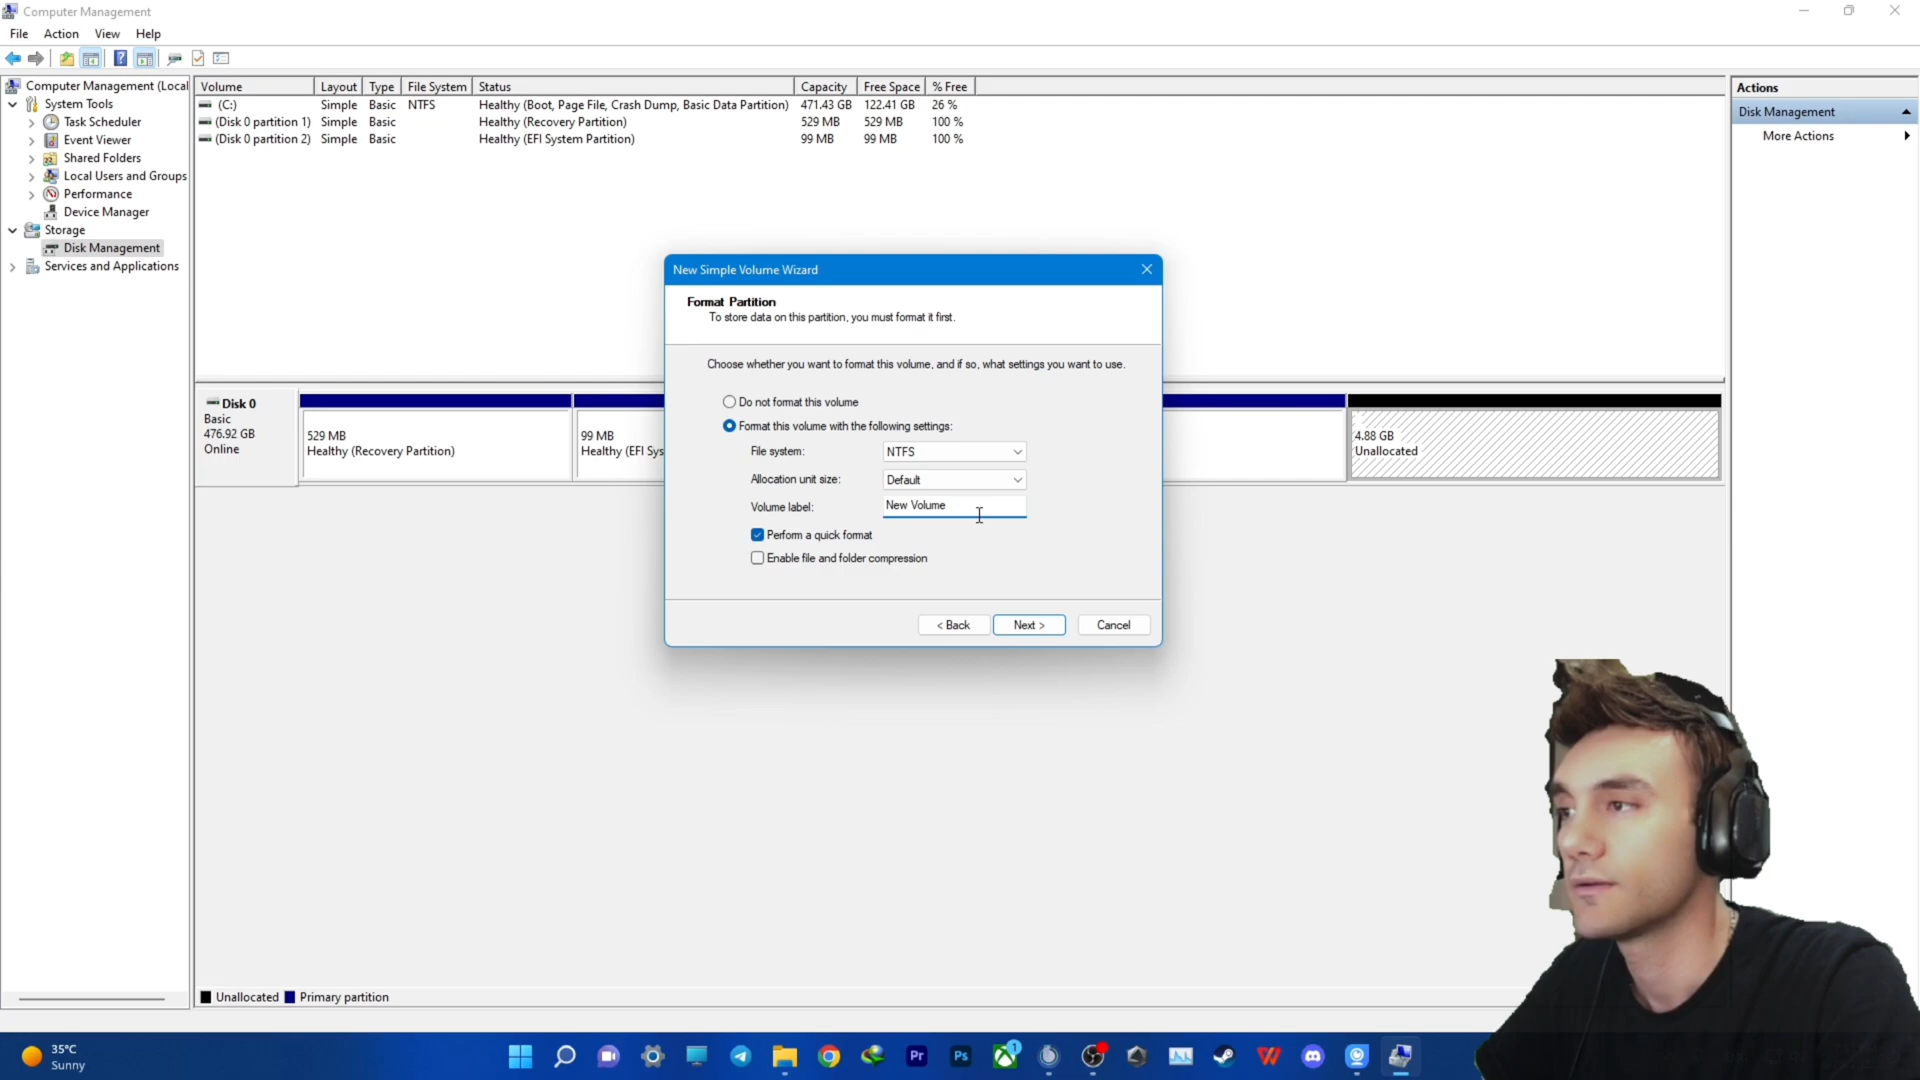 Computer Management
File Action View Help
Computer Management (Local
System Tools
Task Scheduler
Event Viewer
Shared Folders
Local Users and Groups
Performance
Device Manager
Storage
Disk Management
Services and Applications
Volume Layout Type File System Status Capacity Free Space % Free
(C:) Simple Basic NTFS Healthy (Boot, Page File, Crash Dump, Basic Data Partition) 471.43 GB 122.41 GB 26 %
(Disk 0 partition 1) Simple Basic Healthy (Recovery Partition) 529 MB 529 MB 100 %
(Disk 0 partition 2) Simple Basic Healthy (EFI System Partition) 99 MB 99 MB 100 %
Actions
Disk Management
More Actions
New Simple Volume Wizard
Format Partition
To store data on this partition, you must format it first.
Choose whether you want to format this volume, and if so, what settings you want to use.
Do not format this volume
Format this volume with the following settings:
File system: NTFS
Allocation unit size: Default
Volume label: New Volume
Perform a quick format
Enable file and folder compression
< Back Next > Cancel
Disk 0
Basic
476.92 GB
Online
529 MB
Healthy (Recovery Partition)
99 MB
Healthy (EFI Sys
4.88 GB
Unallocated
Unallocated Primary partition
35°C
Sunny
Pr
Ps
1